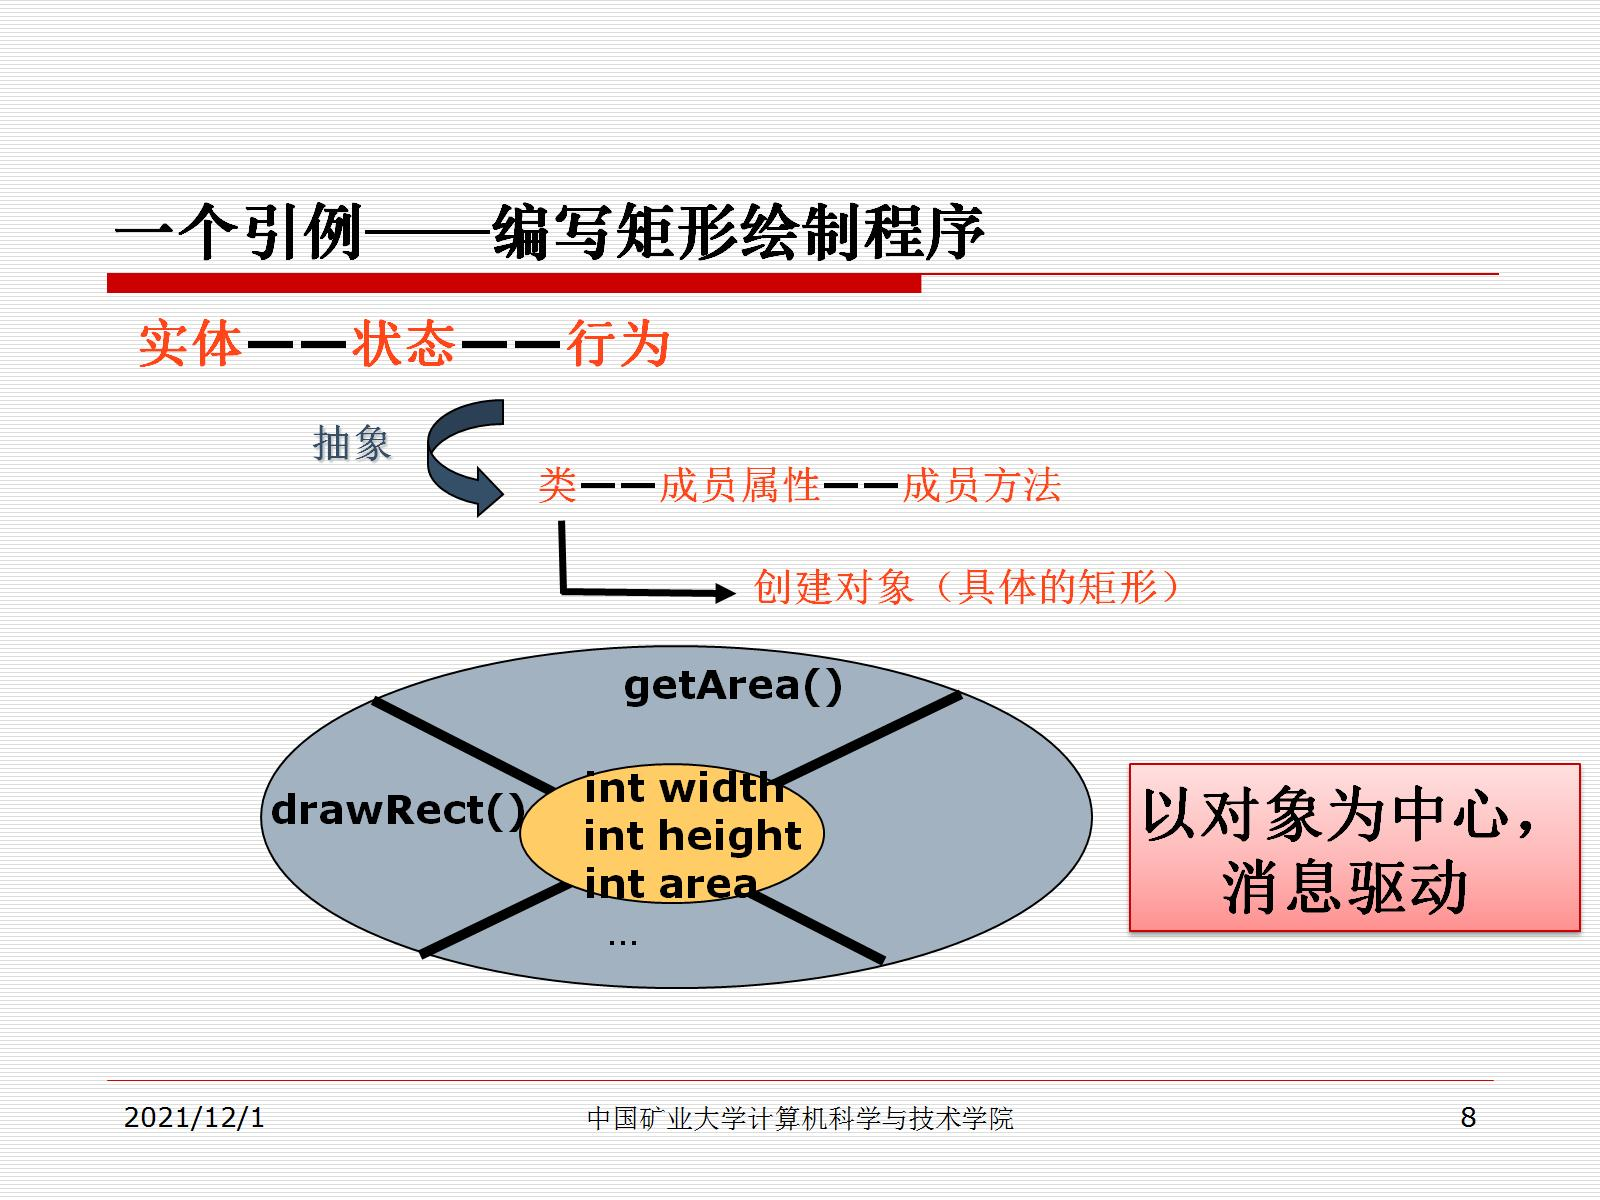 一个引例——编写矩形绘制程序
实体——状态——行为
抽象
类——成员属性——成员方法
创建对象（具体的矩形）
getArea()
drawRect()
int width
int height
int area
...
以对象为中心，
消息驱动
2021/12/1
中国矿业大学计算机科学与技术学院
8